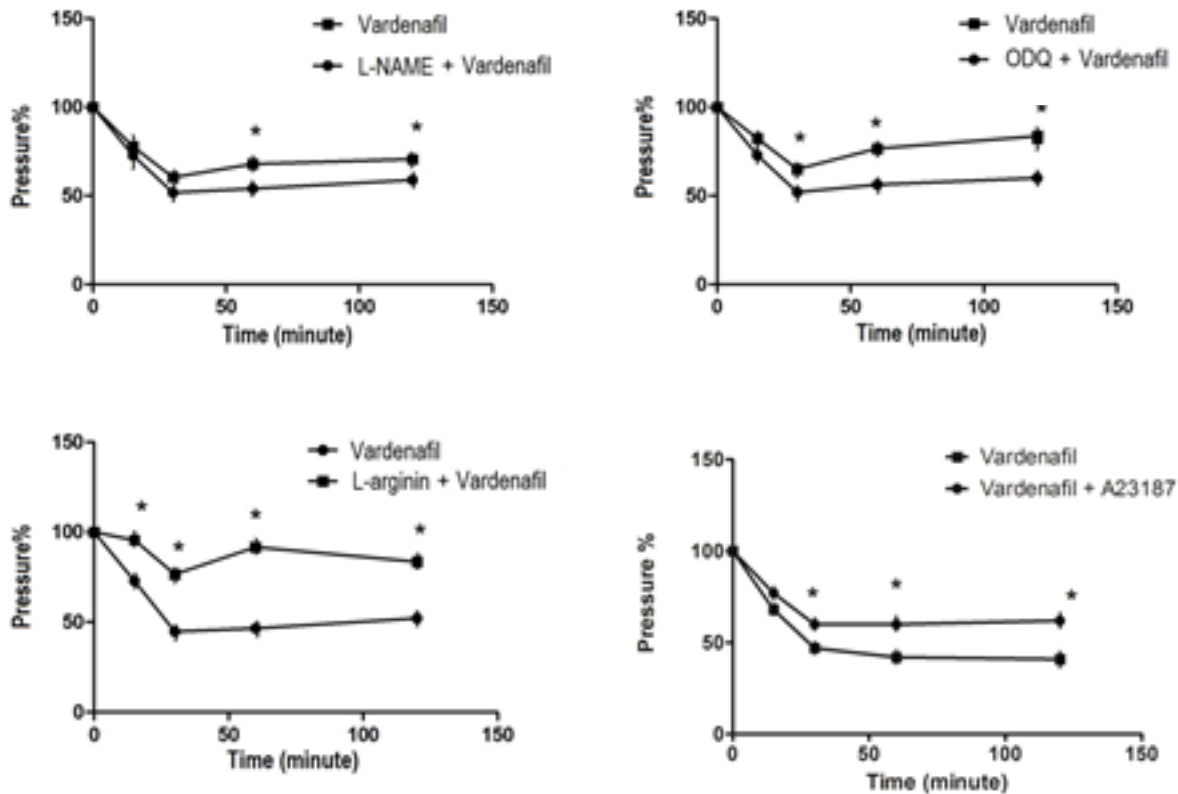 150
Vardenafil
L-NAME + Vardenafil
100
*
*
Pressure%
50
0
0 50 100 150
Time (minute)
150
Vardenafil
ODQ + Vardenafil
100
*
*
*
Pressure%
50
0
0 50 100 150
Time (minute)
150
Vardenafil
L-arginin + Vardenafil
100
*
*
*
*
Pressure%
50
0
0 50 100 150
Time (minute)
150
Vardenafil
Vardenafil + A23187
100
*
*
*
Pressure %
50
0
0 50 100 150
Time (minute)